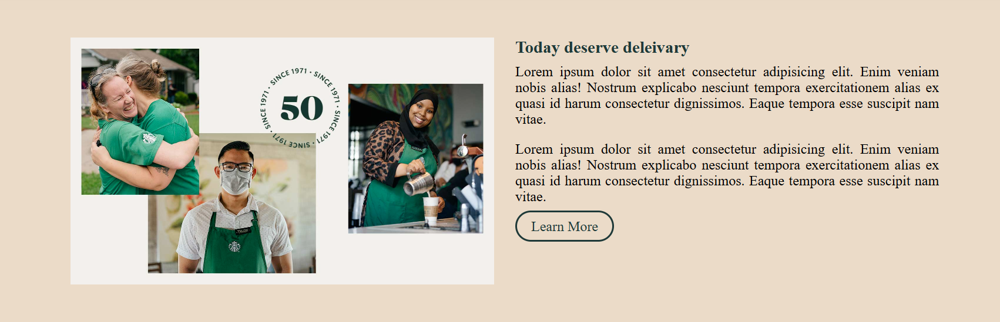 SINCE 1971 · SINCE 1971 · SINCE 1971 · SINCE 1971 · SINCE 1971 ·
50
Today deserve deleivary
Lorem ipsum dolor sit amet consectetur adipisicing elit. Enim veniam
nobis alias! Nostrum explicabo nesciunt tempora exercitationem alias ex
quasi id harum consectetur dignissimos. Eaque tempora esse suscipit nam
vitae.
Lorem ipsum dolor sit amet consectetur adipisicing elit. Enim veniam
nobis alias! Nostrum explicabo nesciunt tempora exercitationem alias ex
quasi id harum consectetur dignissimos. Eaque tempora esse suscipit nam
vitae.
Learn More